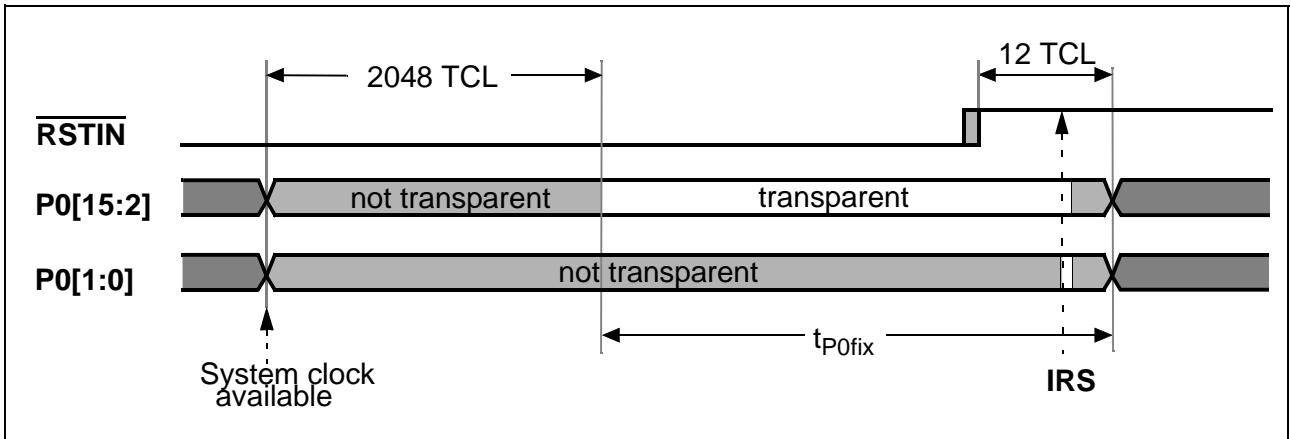 12 TCL
2048 TCL
RSTIN
P0[15:2]
not transparent
transparent
P0[1:0]
not transparent
tP0fix
System clock
available
IRS